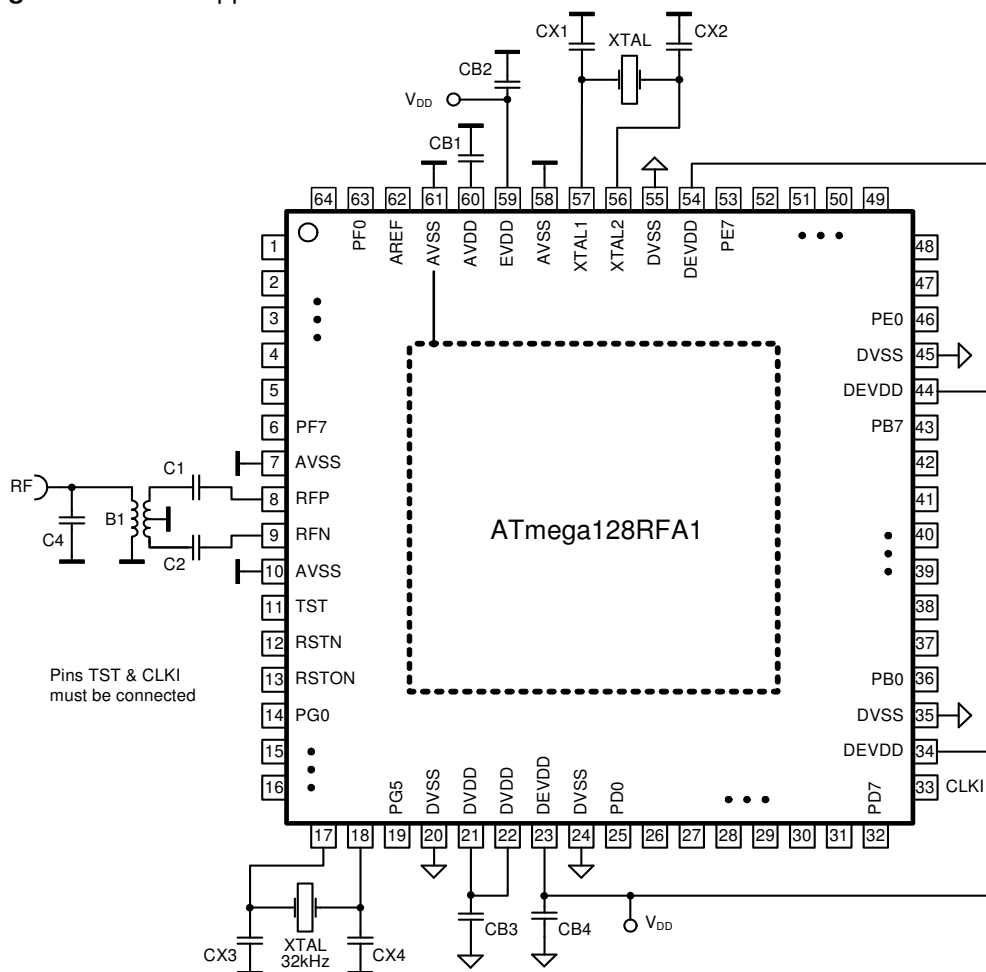 CX1
XTAL
CX2
CB2
VDD
CB1
64 63 62 61 60 59 58 57 56 55 54 53 52 51 50 49
PF0
AREF
AVSS
AVDD
EVDD
AVSS
XTAL1
XTAL2
DVSS
DEVDD
PE7
1
2
3
4
5
6 PF7
7 AVSS
8 RFP
9 RFN
10 AVSS
11 TST
12 RSTN
13 RSTON
14 PG0
15
16
RF
C4
B1
C1
C2
Pins TST & CLKI
must be connected
ATmega128RFA1
48
47
PE0 46
DVSS 45
DEVDD 44
PB7 43
42
41
40
39
38
37
PB0 36
DVSS 35
DEVDD 34
33 CLKI
PG5
DVSS
DVDD
DVDD
DEVDD
DVSS
PD0
PD7
17 18 19 20 21 22 23 24 25 26 27 28 29 30 31 32
CX3
XTAL
32kHz
CX4
CB3
CB4
VDD